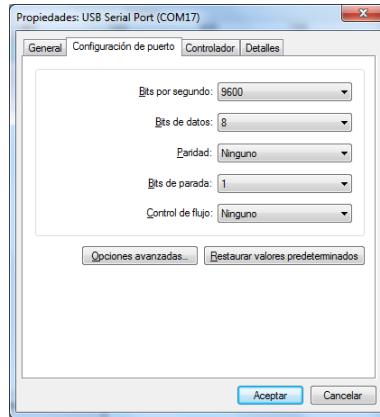 Propiedades: USB Serial Port (COM17)
General Configuración de puerto Controlador Detalles
Bits por segundo: 9600
Bits de datos: 8
Paridad: Ninguno
Bits de parada: 1
Control de flujo: Ninguno
Opciones avanzadas... Restaurar valores predeterminados
Aceptar Cancelar